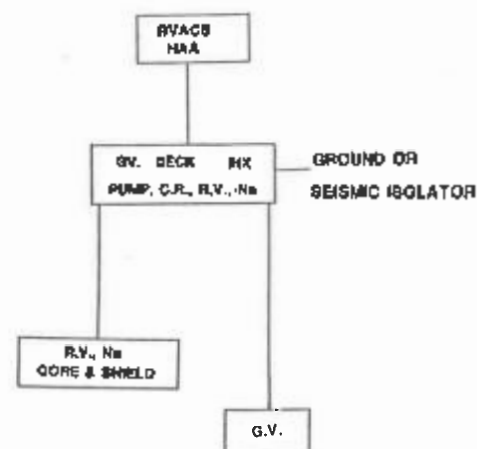 RVACS
HAA
GV. DECK IHX
PUMP, C.R., R.V., Na
GROUND OR
SEISMIC ISOLATOR
R.V., Na
CORE & SHIELD
G.V.